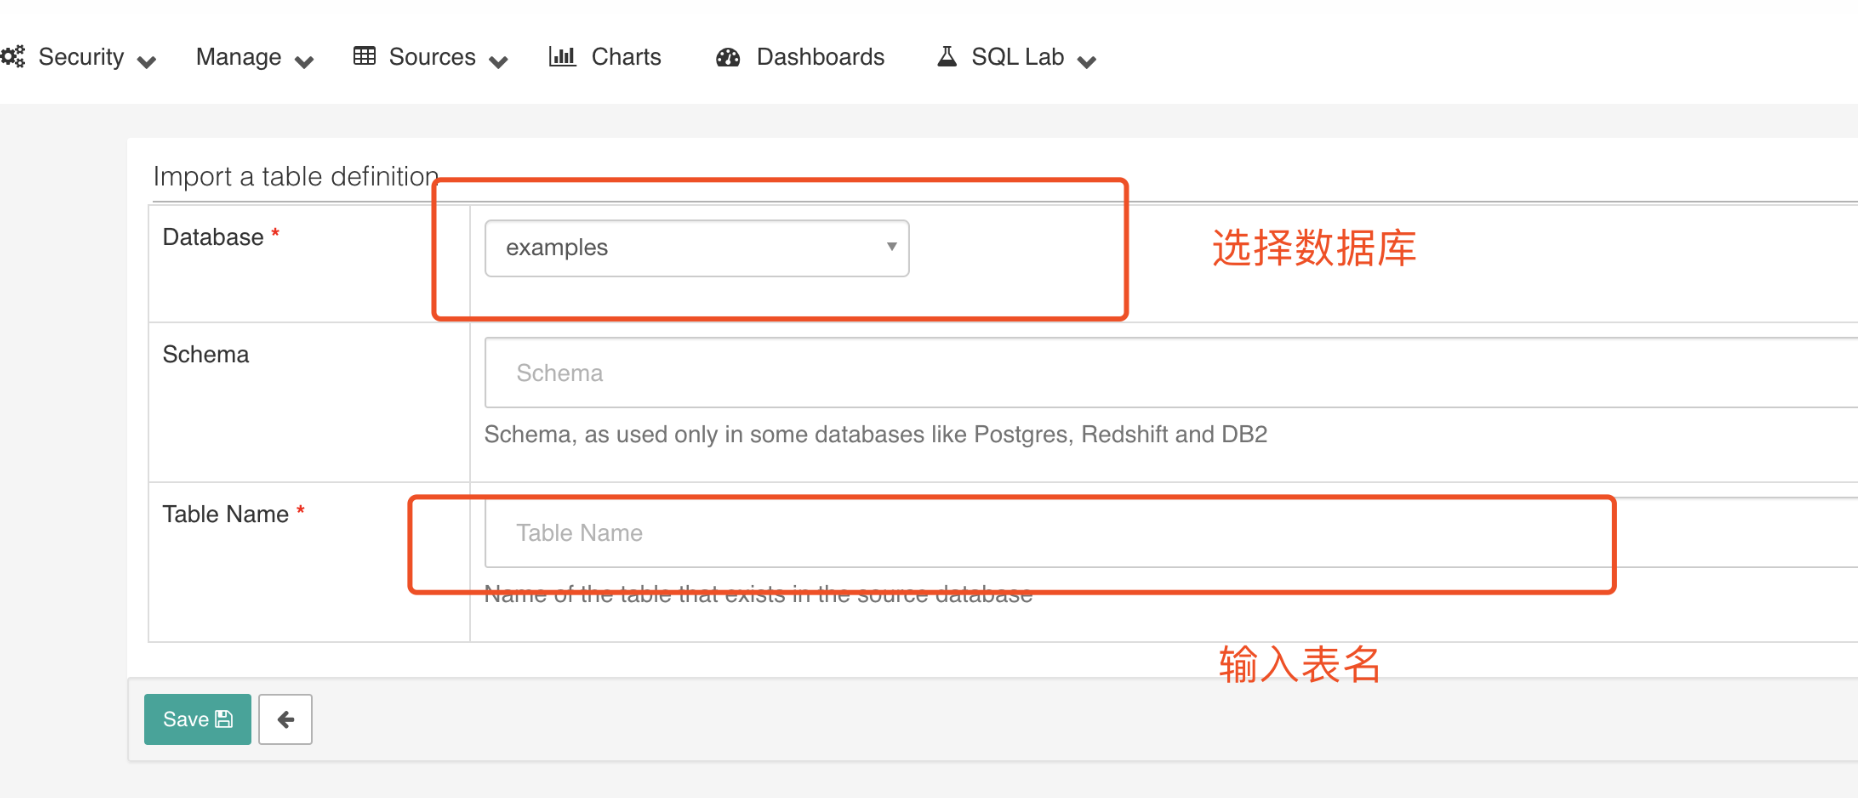 Security Manage Sources Charts Dashboards SQL Lab
Import a table definition
Database *
examples
选择数据库
Schema
Schema
Schema, as used only in some databases like Postgres, Redshift and DB2
Table Name *
Table Name
Name of the table that exists in the source database
输入表名
Save